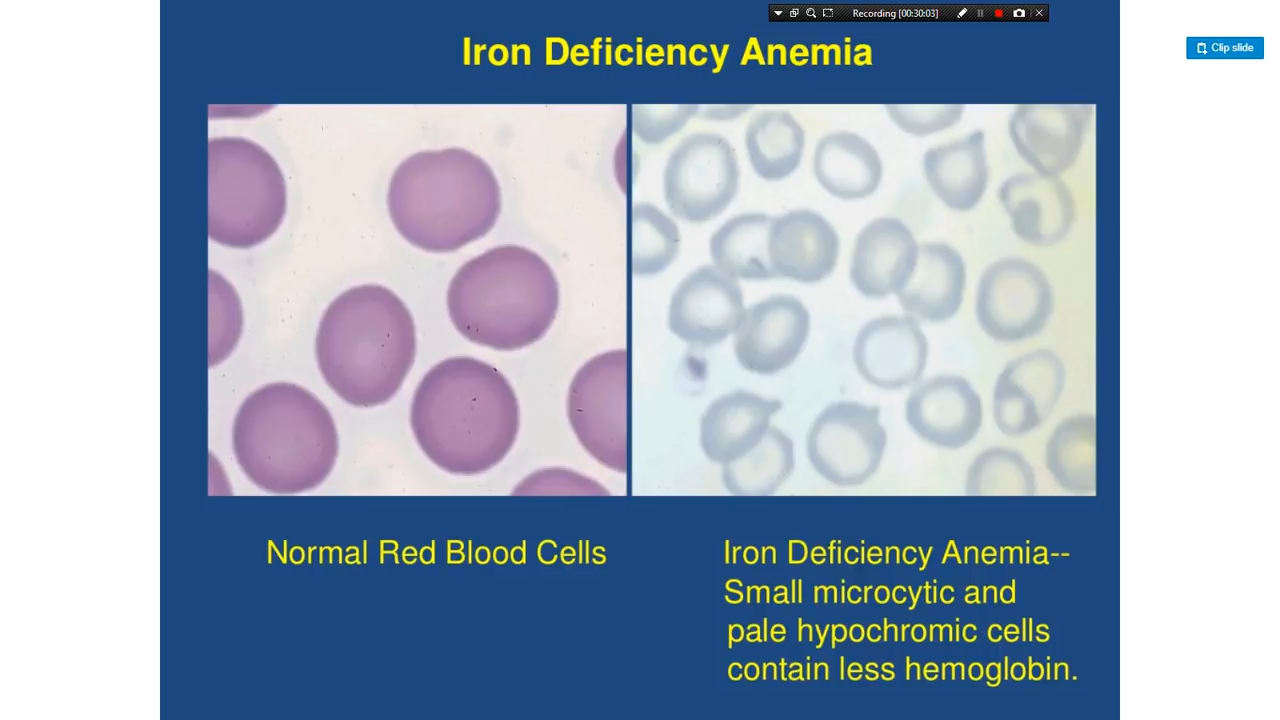 Recording [00:30:03]
Clip slide
Iron Deficiency Anemia
Normal Red Blood Cells
Iron Deficiency Anemia--
Small microcytic and
pale hypochromic cells
contain less hemoglobin.